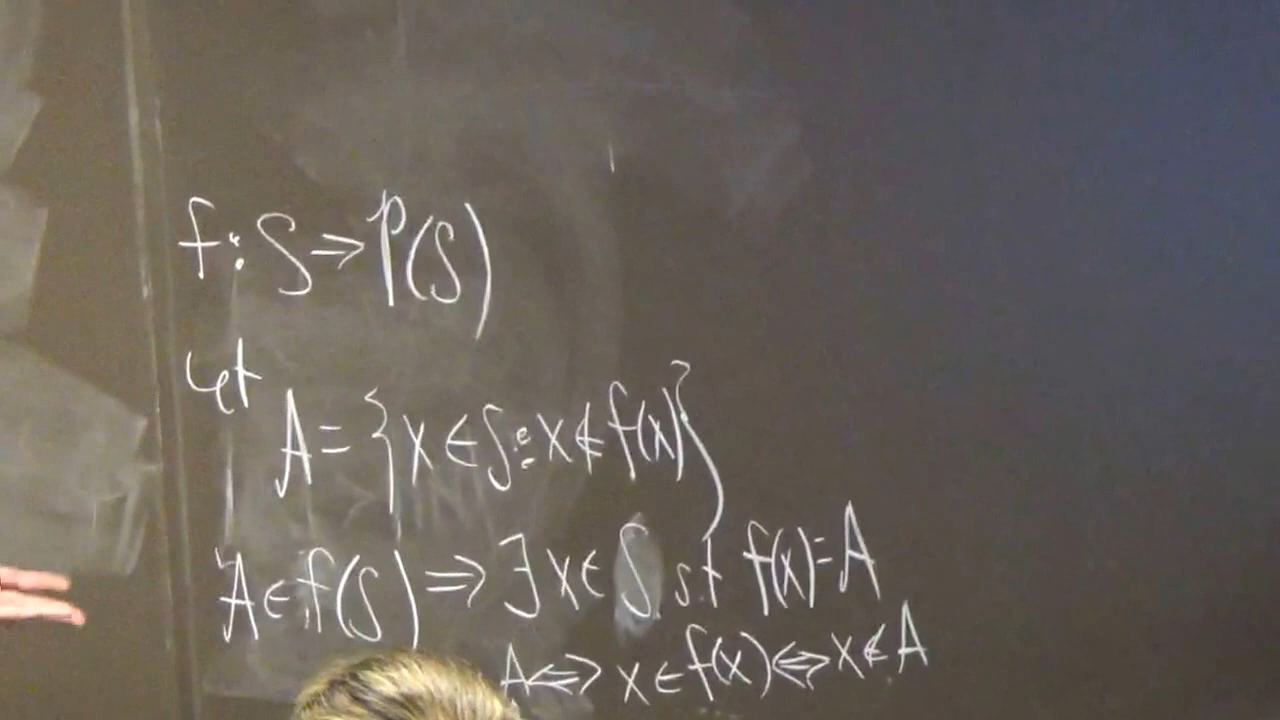 f: S ⇒ P(S)
Let
A = {x ∈ S : x ∉ f(x)}
A ∈ f(S) ⇒ ∃ x ∈ S s.t f(x) = A
A ⇔ x ∈ f(x) ⇔ x ∉ A